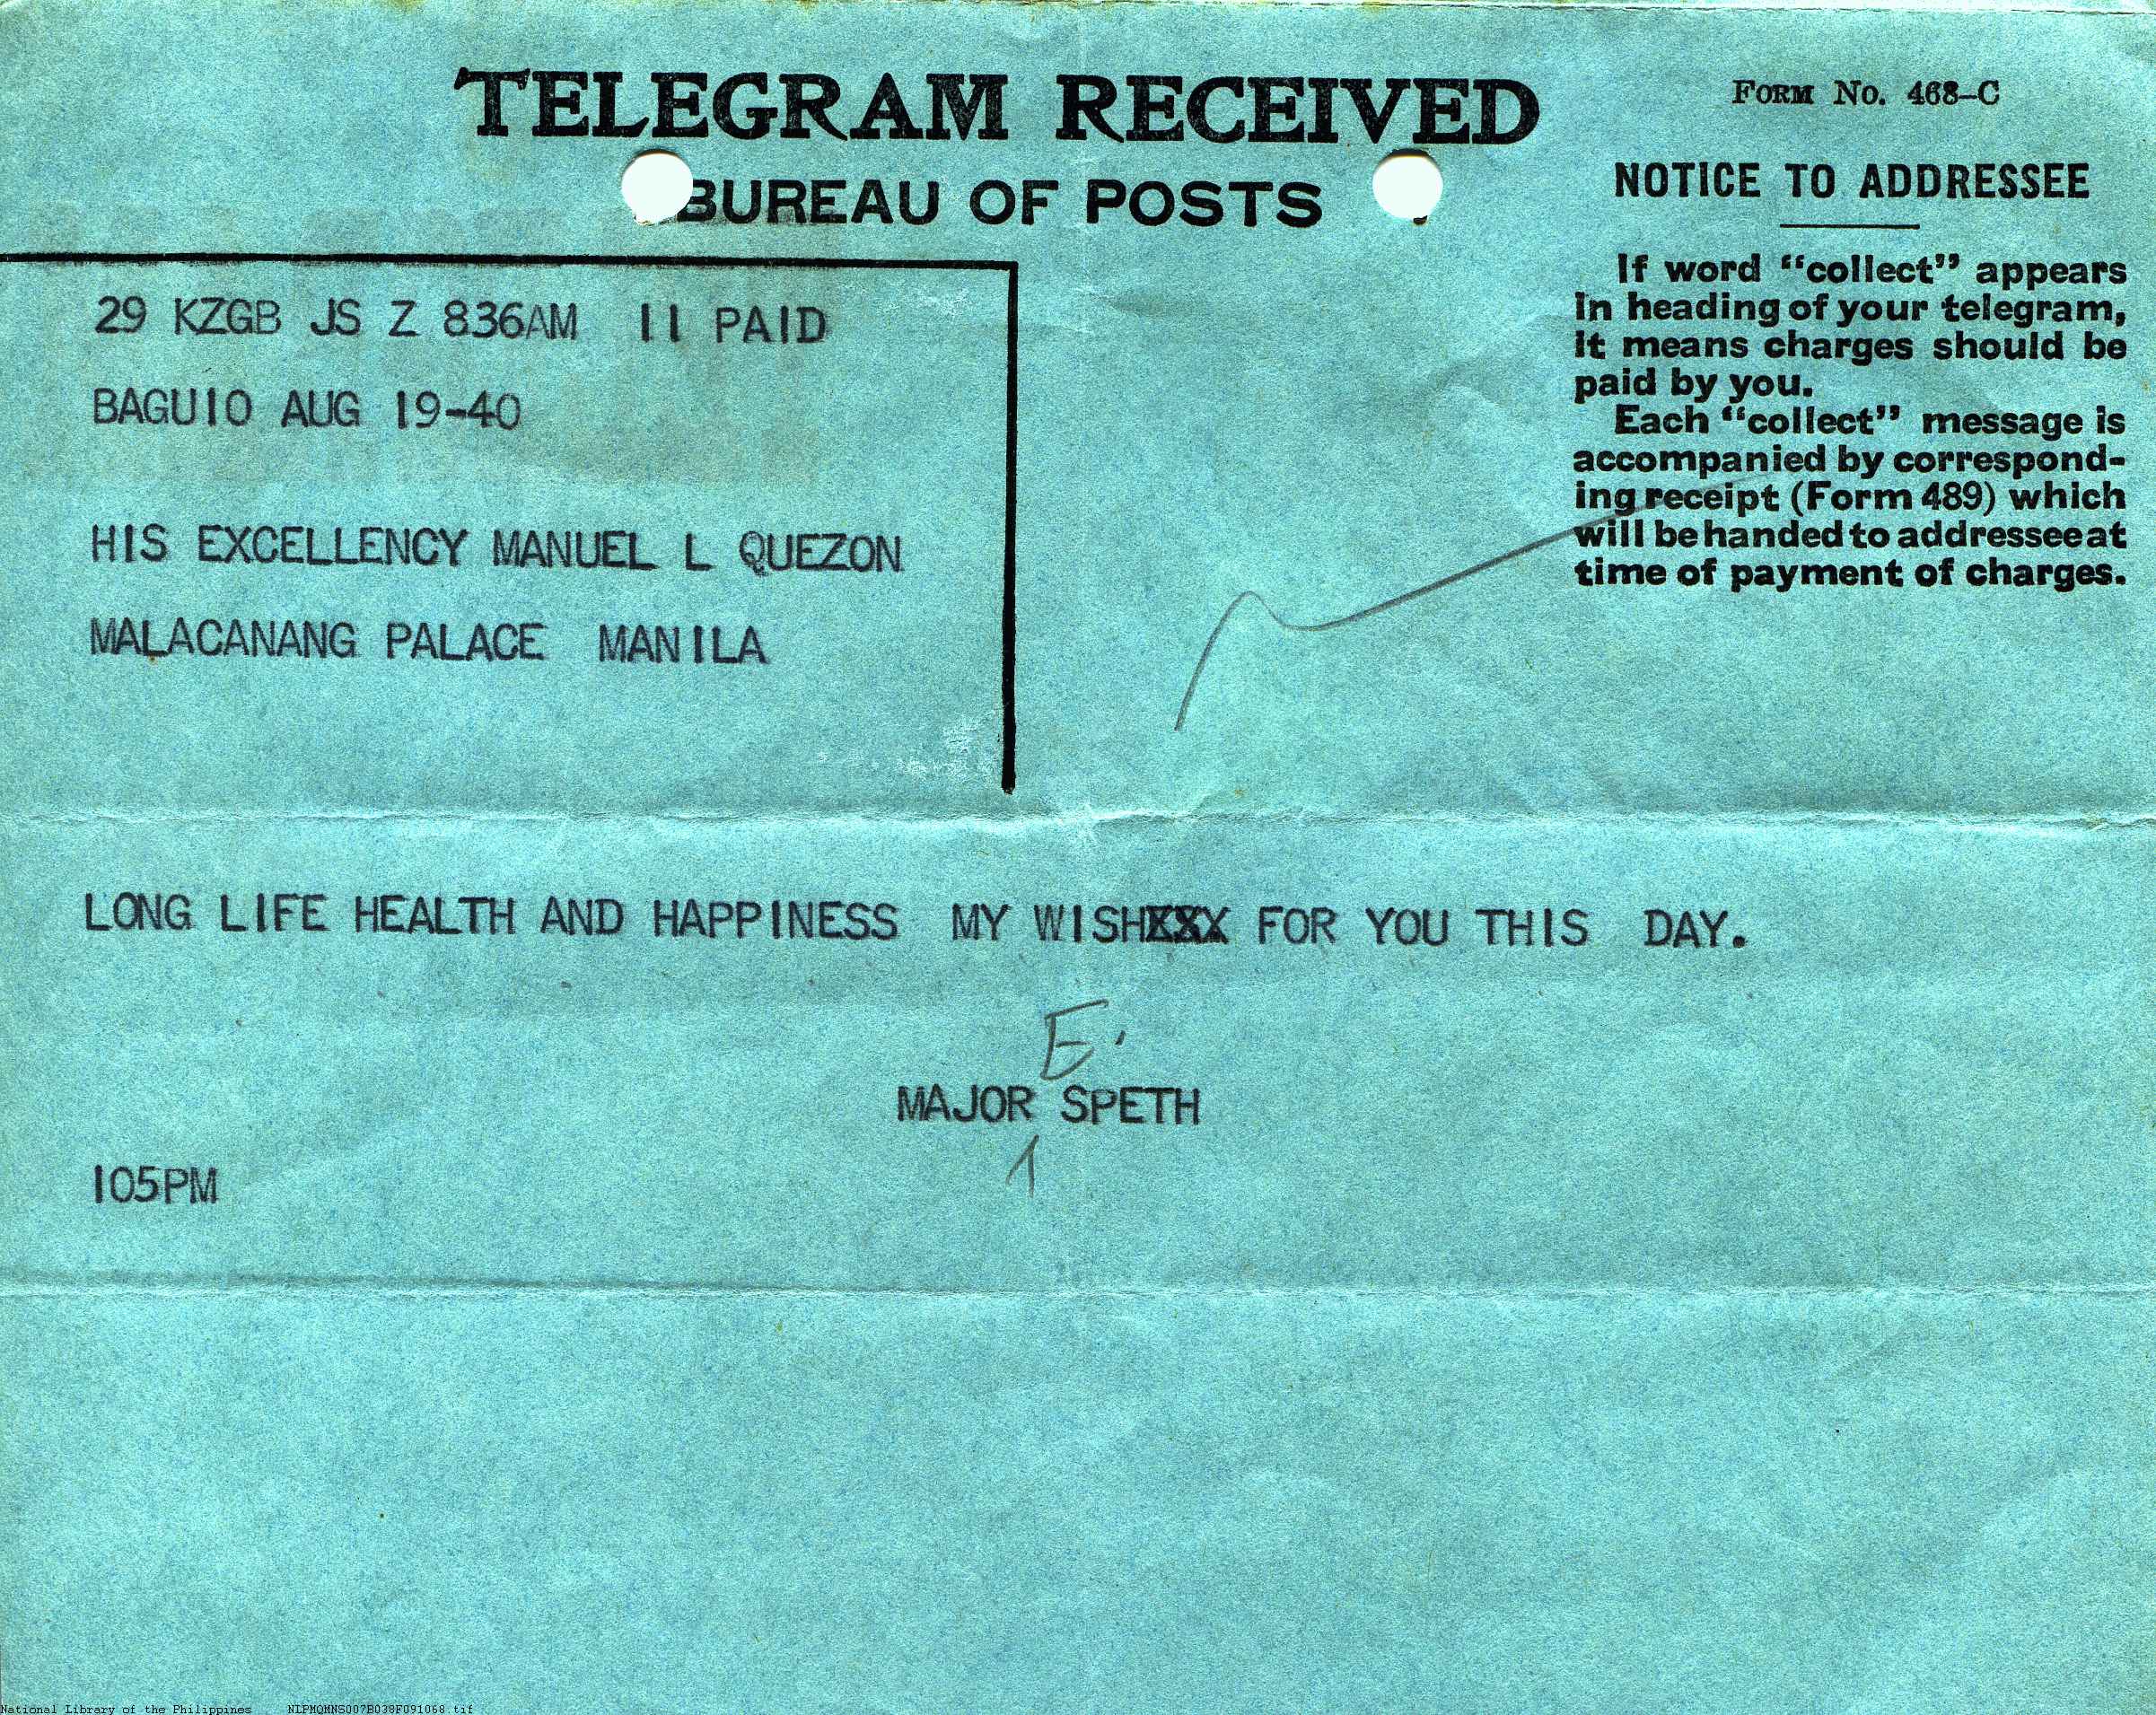 TELEGRAM RECEIVED
BUREAU OF POSTS
FORM NO. 468-C
NOTICE TO ADDRESSEE
If word "collect" appears
in heading of your telegram,
it means charges should be
paid by you.
Each "collect" message is
accompanied by correspond-
ing receipt (Form 489) which
will be handed to addressee at
time of payment of charges.
29 KZGB JS Z 836AM 11 PAID
BAGUIO AUG 19-40
HIS EXCELLENCY MANUEL L QUEZON
MALACANANG PALACE MANILA
LONG LIFE HEALTH AND HAPPINESS MY WISHXXX FOR YOU THIS DAY.
E.
MAJOR SPETH
105PM
National Library of the Philippines NLPMQMNS007B038F091068.tif